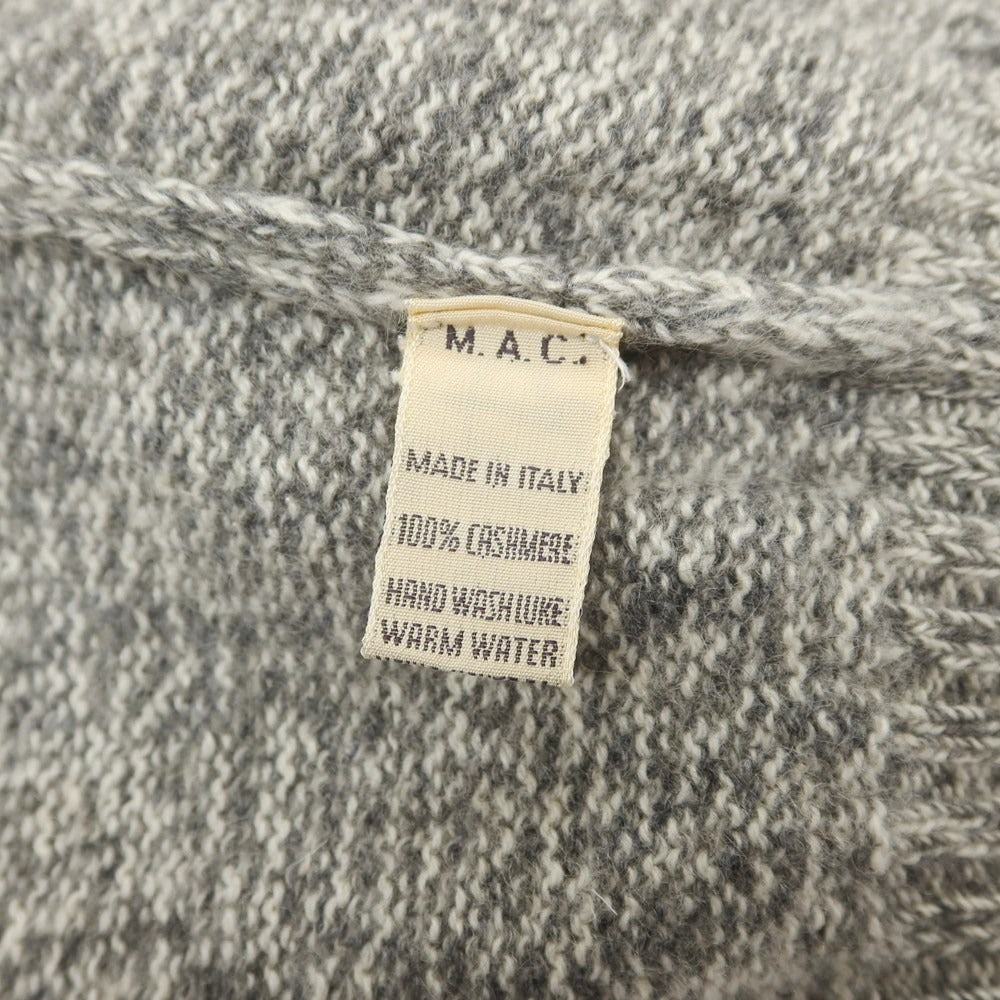 M.A.C.
MADE IN ITALY
100% CASHMERE
HAND WASH LUKE
WARM WATER